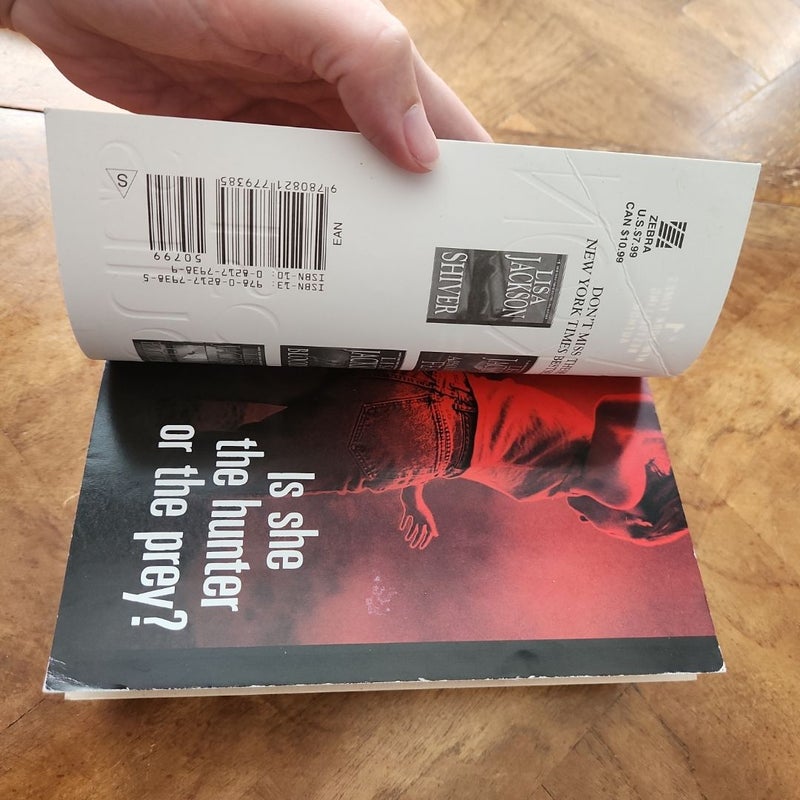 S
9 780821 779385
50799
EAN
ISBN-13: 978-0-8217-7938-5
ISBN-10: 0-8217-7938-9
ZEBRA
U.S. $7.99
CAN $10.99
DON'T MISS THE
NEW YORK TIMES
LISA
JACKSON
SHIVER
Is she
the hunter
or the prey?